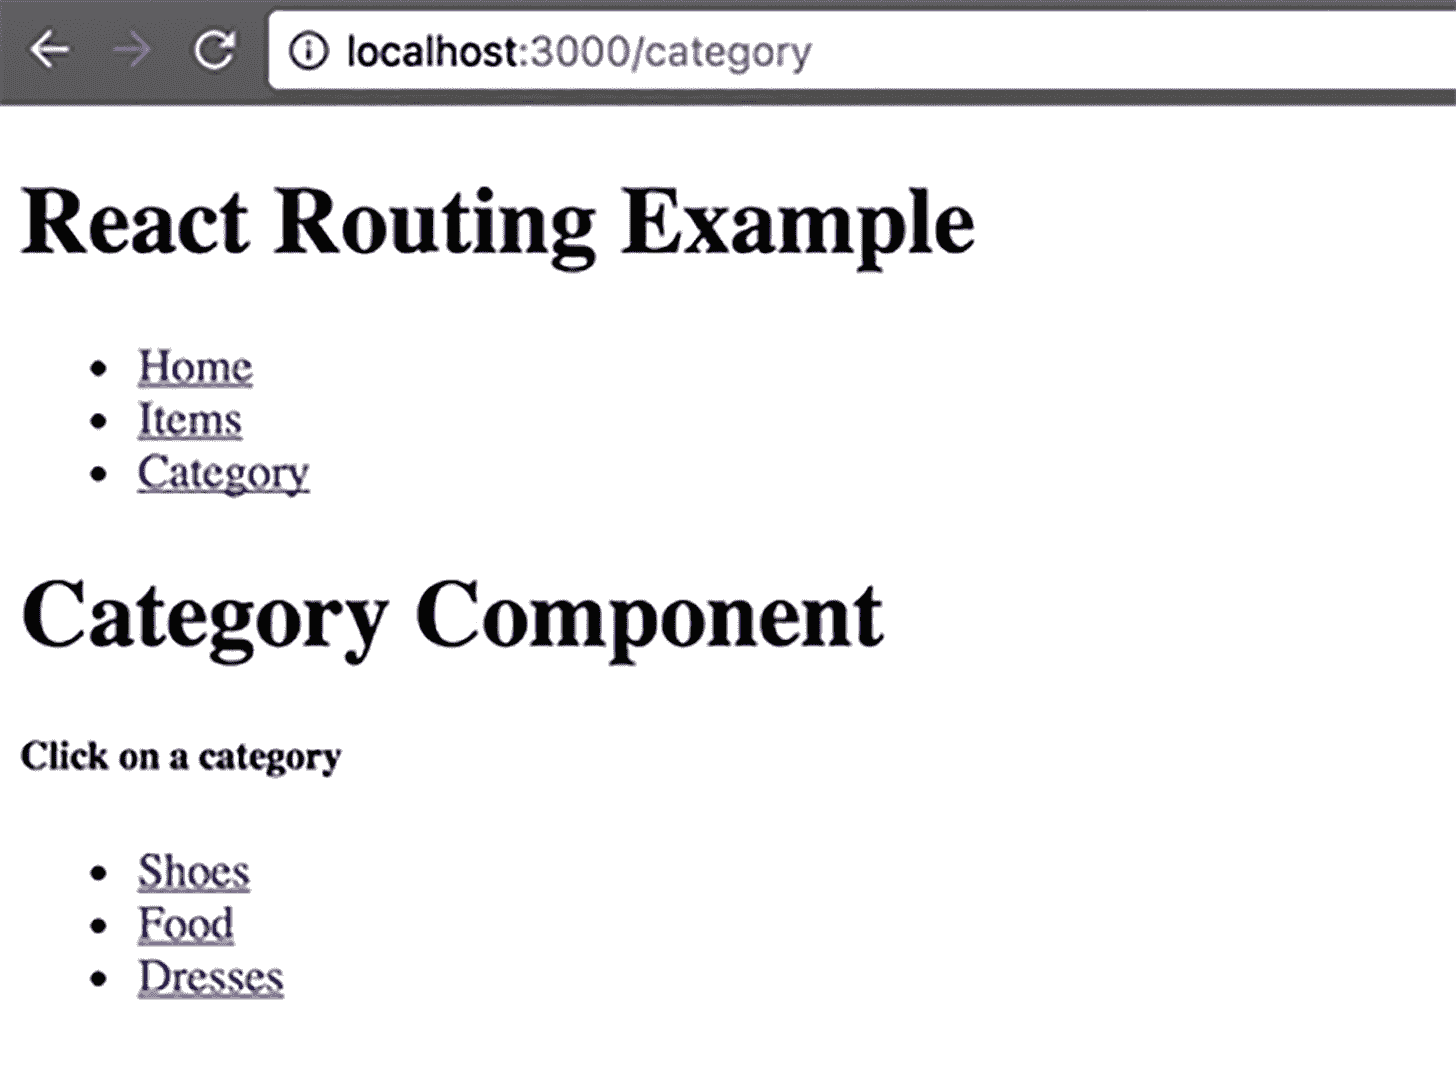 localhost:3000/category
React Routing Example
Home
Items
Category
Category Component
Click on a category
Shoes
Food
Dresses